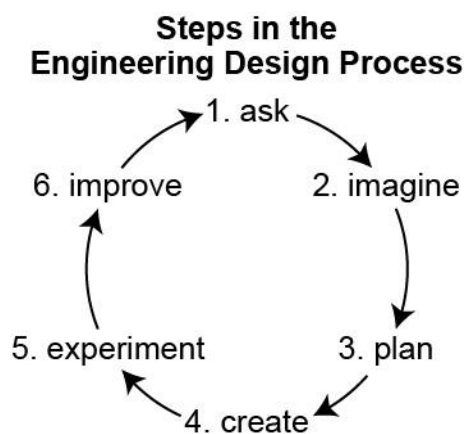 Steps in the
Engineering Design Process
1. ask
2. imagine
3. plan
4. create
5. experiment
6. improve